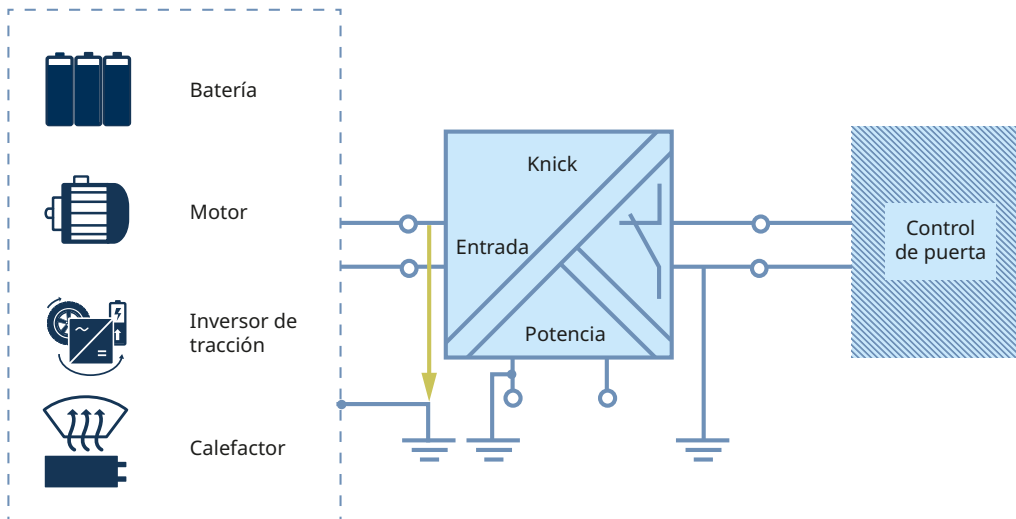 Batería
Motor
Inversor de
tracción
Calefactor
Knick
Entrada
Potencia
Control
de puerta